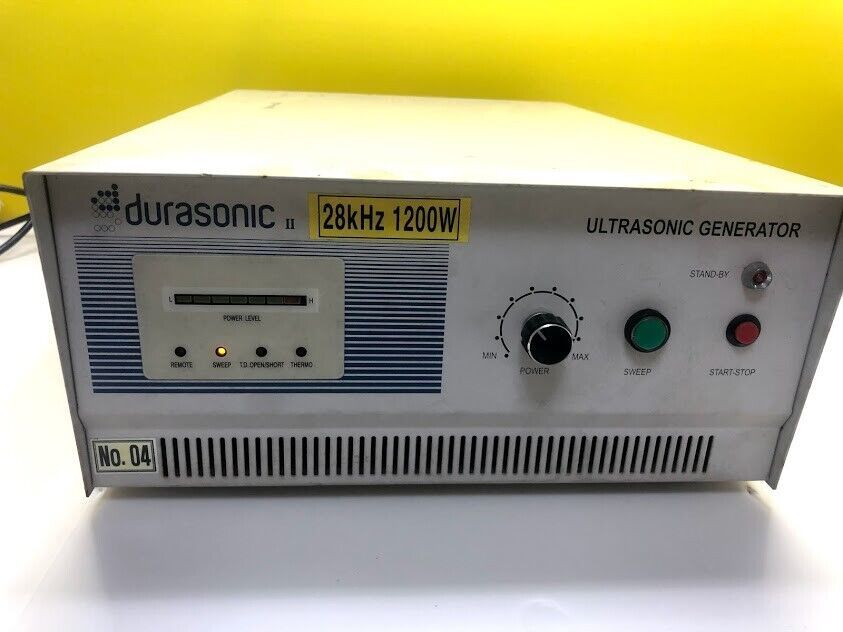 durasonic II
28kHz 1200W
ULTRASONIC GENERATOR
STAND-BY
L H
POWER LEVEL
REMOTE SWEEP T.D. OPEN/SHORT THERMO
MIN MAX
POWER
SWEEP
START-STOP
No. 04